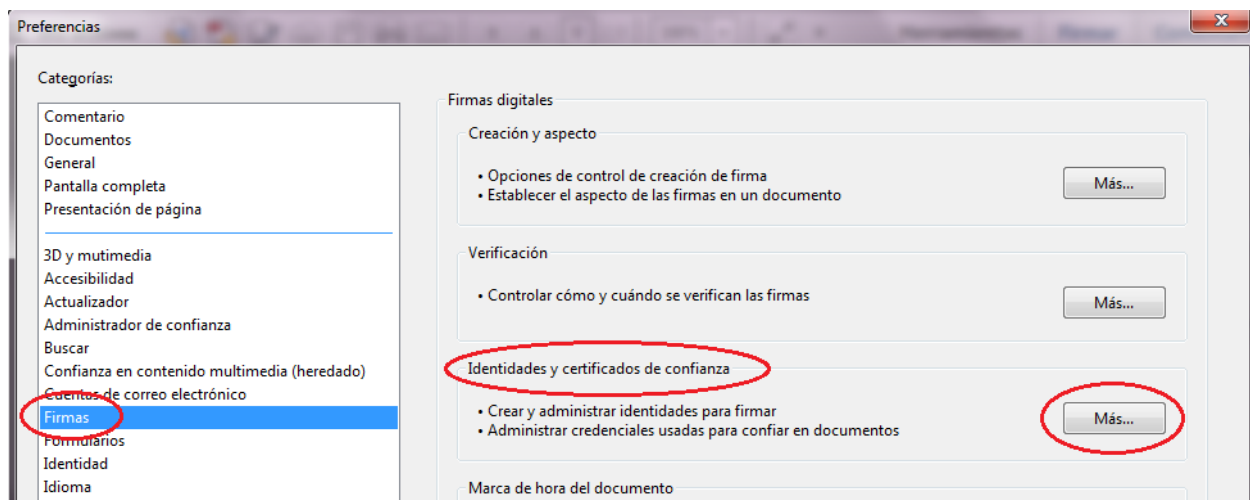 Preferencias
Categorías:
Comentario
Documentos
General
Pantalla completa
Presentación de página
3D y mutimedia
Accesibilidad
Actualizador
Administrador de confianza
Buscar
Confianza en contenido multimedia (heredado)
Cuentas de correo electrónico
Firmas
Formularios
Identidad
Idioma
Firmas digitales
Creación y aspecto
• Opciones de control de creación de firma
• Establecer el aspecto de las firmas en un documento
Más...
Verificación
• Controlar cómo y cuándo se verifican las firmas
Más...
Identidades y certificados de confianza
• Crear y administrar identidades para firmar
• Administrar credenciales usadas para confiar en documentos
Más...
Marca de hora del documento